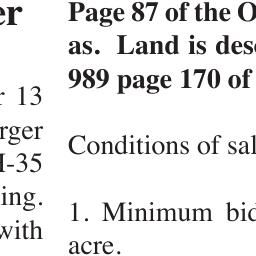 er
r 13
rger
I-35
ing.
with
Page 87 of the O
as. Land is des
989 page 170 of
Conditions of sal
1. Minimum bid
acre.